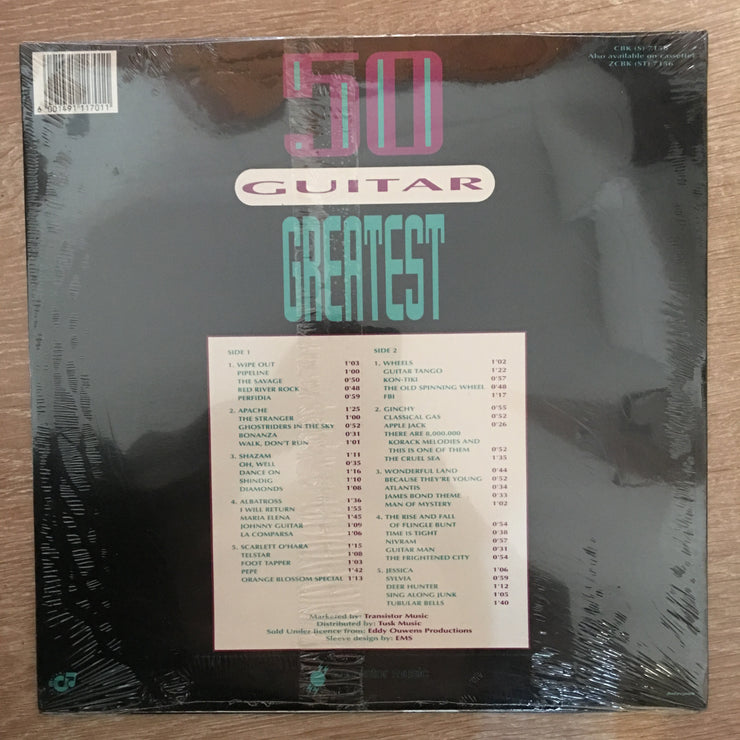 6 001491 117011
CBK (S) 7156
Also available on cassette
ZCBK (ST) 7156
50
GUITAR
GREATEST
SIDE 1
1. WIPE OUT 1'03
PIPELINE 1'00
THE SAVAGE 0'50
RED RIVER ROCK 0'48
PERFIDIA 0'59
2. APACHE 1'25
THE STRANGER 1'00
GHOSTRIDERS IN THE SKY 0'52
BONANZA 0'31
WALK, DON'T RUN 1'01
3. SHAZAM 1'11
OH, WELL 0'35
DANCE ON 1'16
SHINDIG 1'10
DIAMONDS 1'08
4. ALBATROSS 1'36
I WILL RETURN 1'55
MARIA ELENA 1'45
JOHNNY GUITAR 1'09
LA COMPARSA 1'06
5. SCARLETT O'HARA 1'15
TELSTAR 1'08
FOOT TAPPER 1'03
PEPE 1'42
ORANGE BLOSSOM SPECIAL 1'13
SIDE 2
1. WHEELS 1'02
GUITAR TANGO 1'22
KON-TIKI 0'57
THE OLD SPINNING WHEEL 0'48
FBI 1'17
2. GINCHY 0'55
CLASSICAL GAS 0'52
APPLE JACK 0'26
THERE ARE 8,000.000
KORACK MELODIES AND
THIS IS ONE OF THEM 0'52
THE CRUEL SEA 1'35
3. WONDERFUL LAND 0'44
BECAUSE THEY'RE YOUNG 0'52
ATLANTIS 0'34
JAMES BOND THEME 0'33
MAN OF MYSTERY 1'02
4. THE RISE AND FALL
OF FLINGLE BUNT 0'54
TIME IS TIGHT 0'38
NIVRAM 0'57
GUITAR MAN 0'31
THE FRIGHTENED CITY 0'54
5. JESSICA 1'06
SYLVIA 0'59
DEER HUNTER 1'12
SING ALONG JUNK 1'05
TUBULAR BELLS 1'40
Marketed by: Transistor Music
Distributed by: Tusk Music
Sold Under licence from: Eddy Ouwens Productions
Sleeve design by: EMS
music